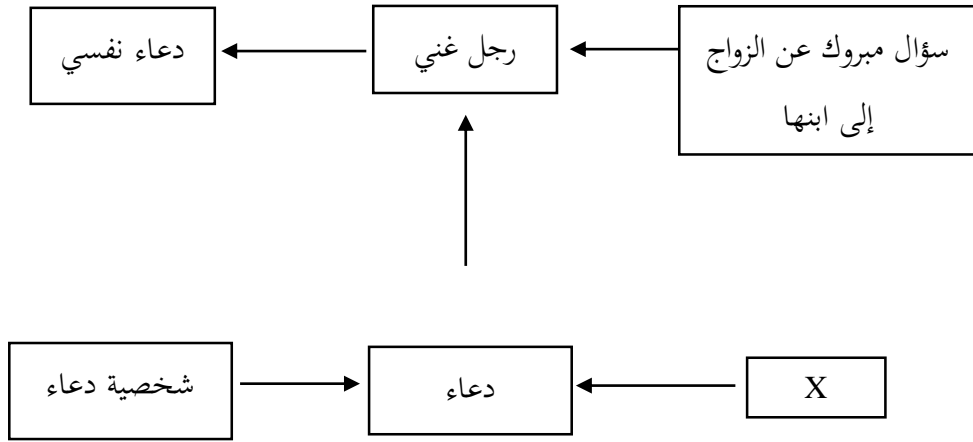 سؤال مبروك عن الزواج
إلى ابنها
رجل غني
دعاء نفسي
X
دعاء
شخصية دعاء